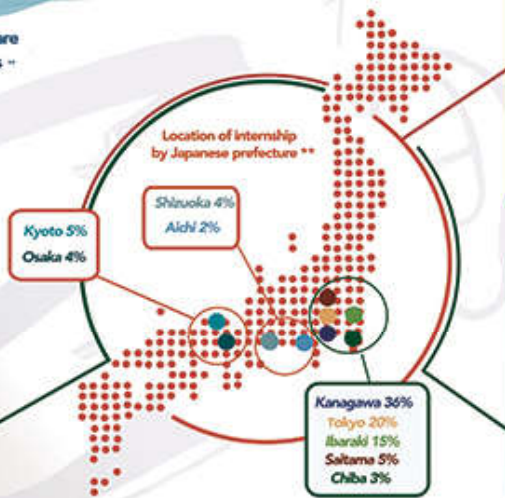 are
s **
Location of internship
by Japanese prefecture **
Shizuoka 4%
Aichi 2%
Kyoto 5%
Osaka 4%
Kanagawa 36%
Tokyo 20%
Ibaraki 15%
Saitama 5%
Chiba 3%